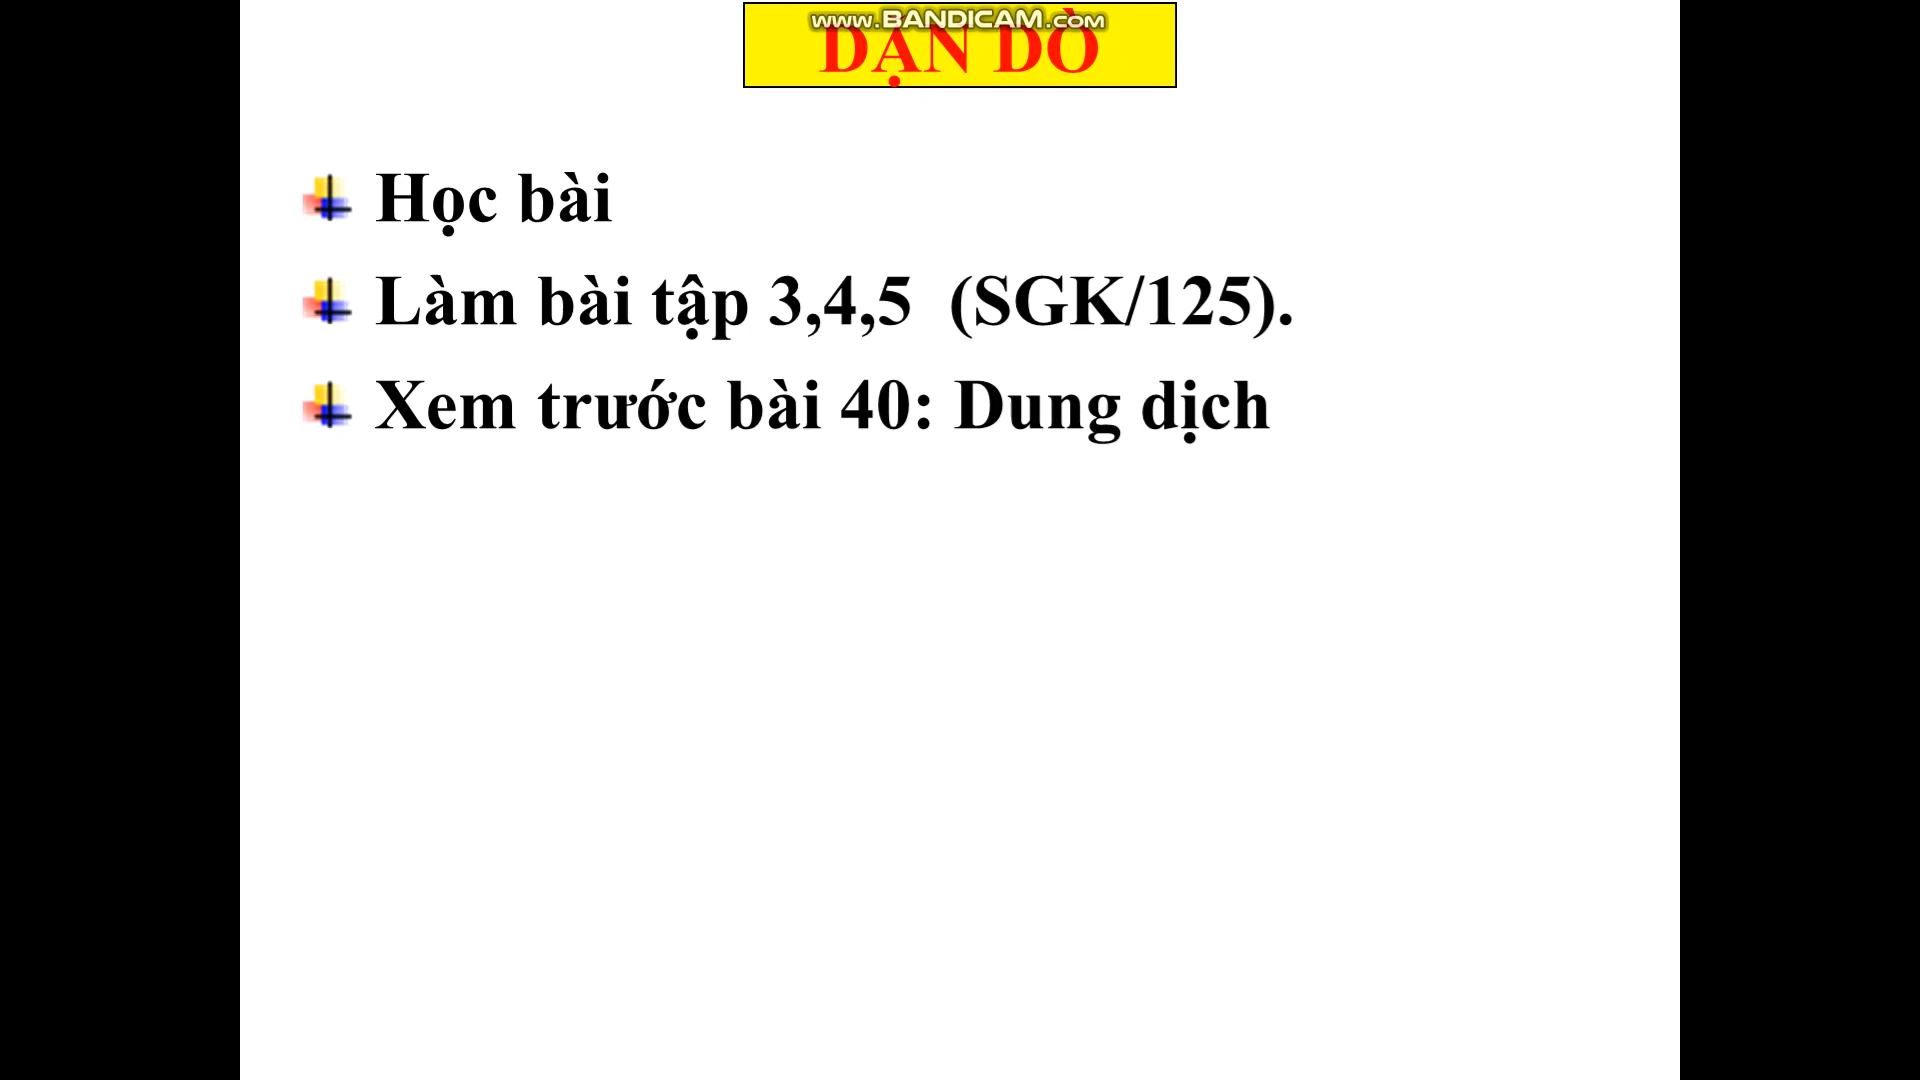 www.BANDICAM.com
DẶN DÒ
Học bài
Làm bài tập 3,4,5 (SGK/125).
Xem trước bài 40: Dung dịch